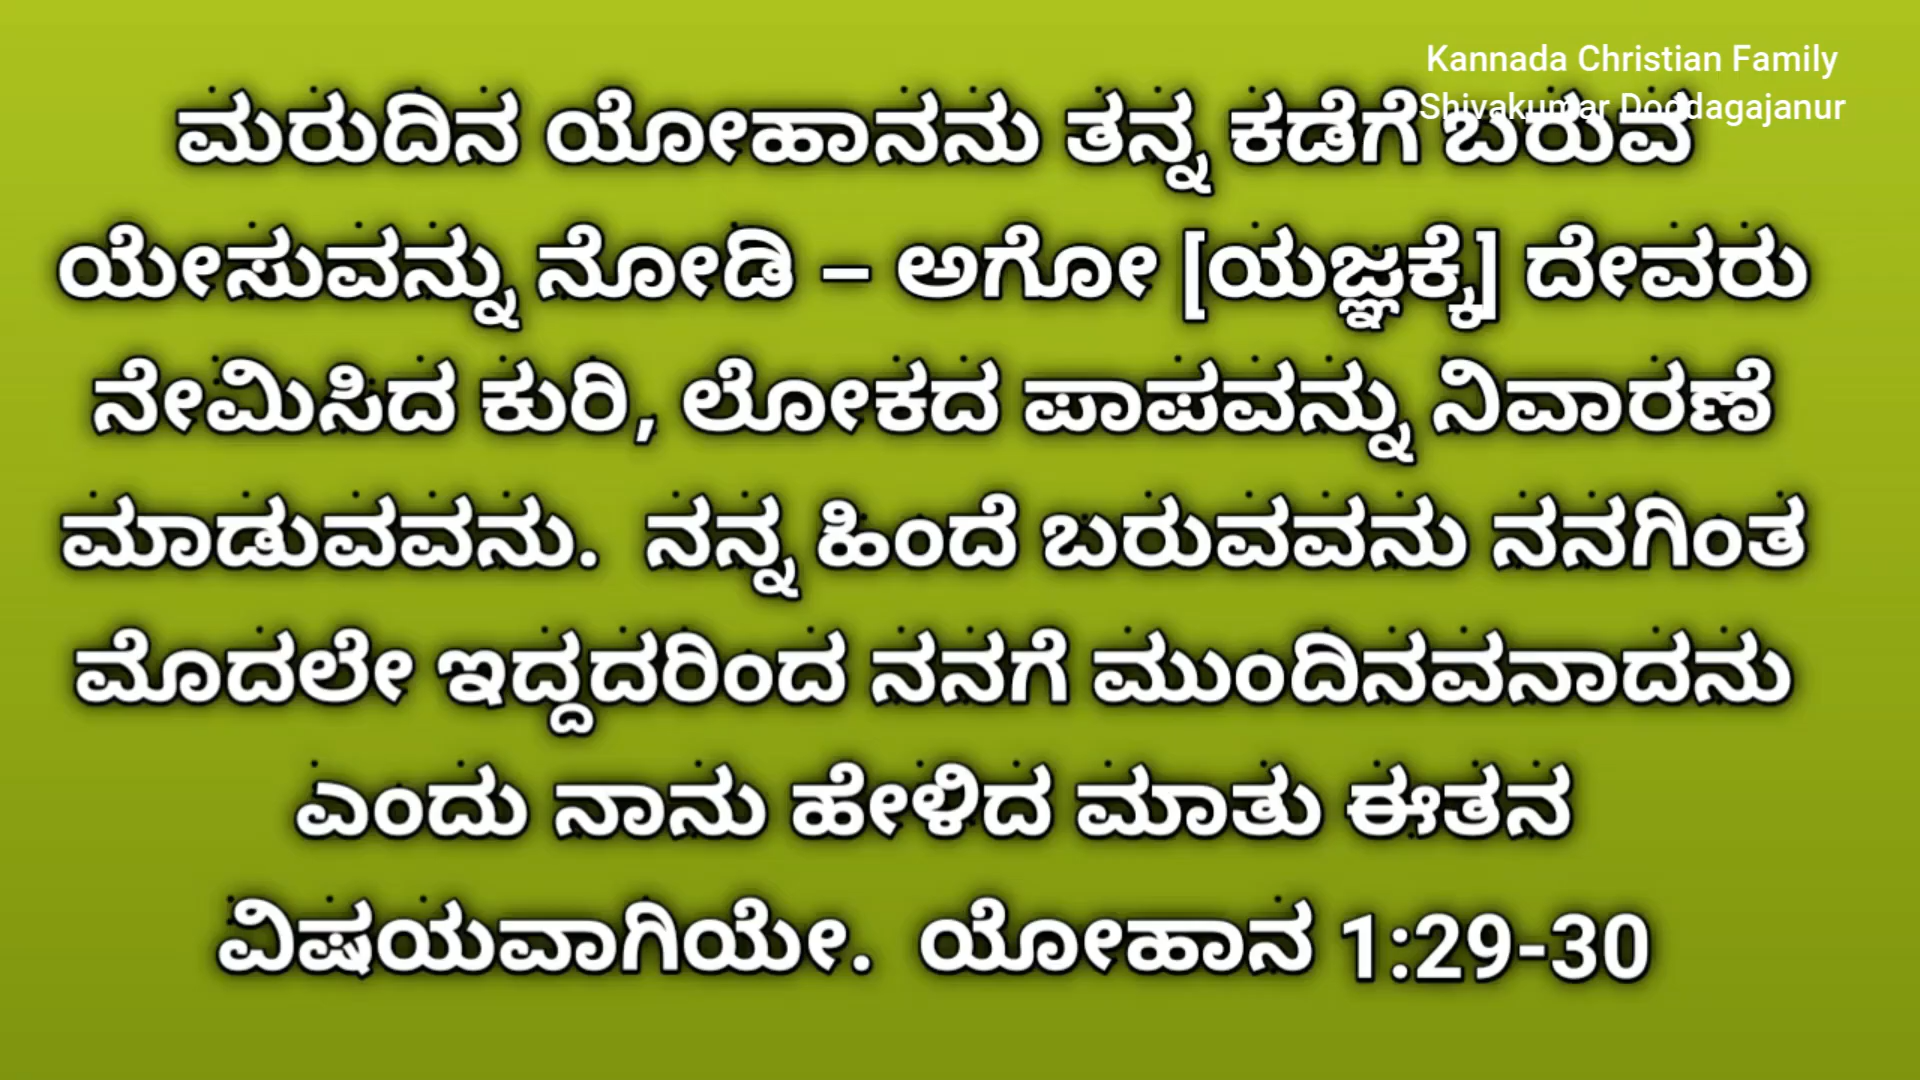 Kannada Christian Family
Shivakumar Doddagajanur
ಮರುದಿನ ಯೋಹಾನನು ತನ್ನ ಕಡೆಗೆ ಬರುವ
ಯೇಸುವನ್ನು ನೋಡಿ – ಅಗೋ [ಯಜ್ಞಕ್ಕೆ] ದೇವರು
ನೇಮಿಸಿದ ಕುರಿ, ಲೋಕದ ಪಾಪವನ್ನು ನಿವಾರಣೆ
ಮಾಡುವವನು. ನನ್ನ ಹಿಂದೆ ಬರುವವನು ನನಗಿಂತ
ಮೊದಲೇ ಇದ್ದದರಿಂದ ನನಗೆ ಮುಂದಿನವನಾದನು
ಎಂದು ನಾನು ಹೇಳಿದ ಮಾತು ಈತನ
ವಿಷಯವಾಗಿಯೇ. ಯೋಹಾನ 1:29-30